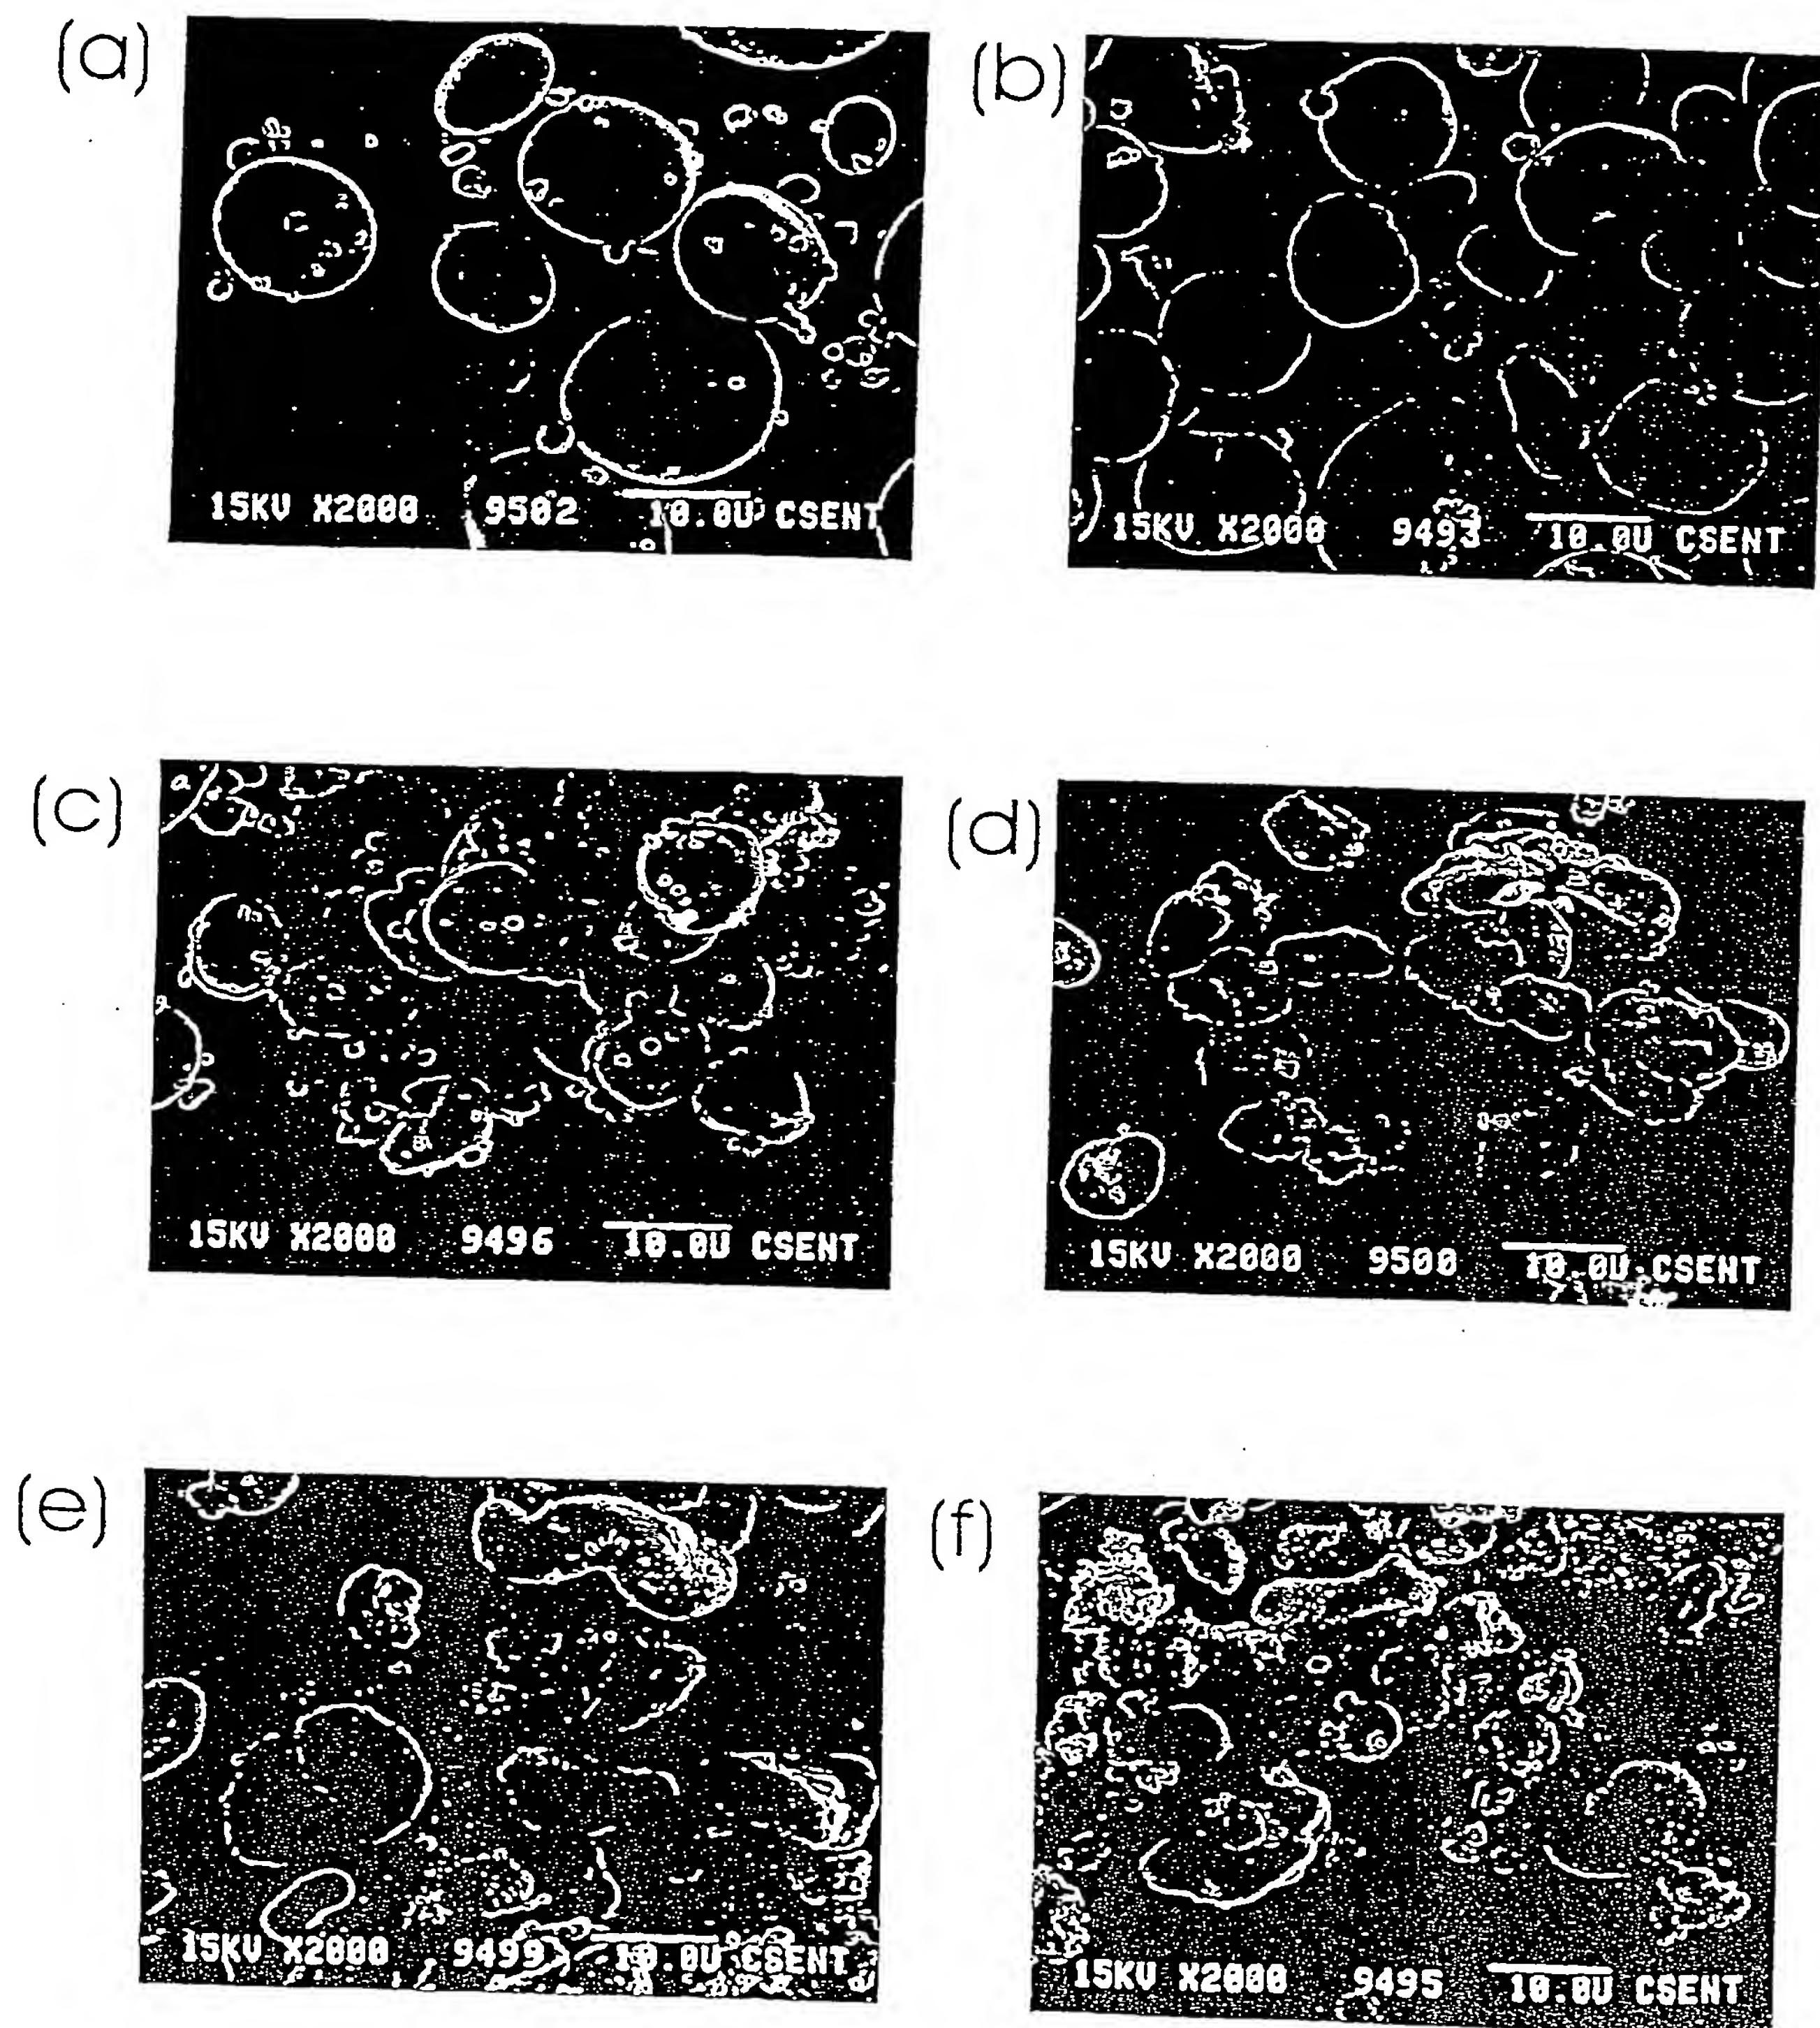 (a)
15KV X2000 9502 10.0U CSENT
(b)
15KV X2000 9493 10.0U CSENT
(c)
15KV X2000 9496 10.0U CSENT
(d)
15KV X2000 9500 10.0U CSENT
(e)
15KV X2000 9499 10.0U CSENT
(f)
15KV X2000 9495 10.0U CSENT